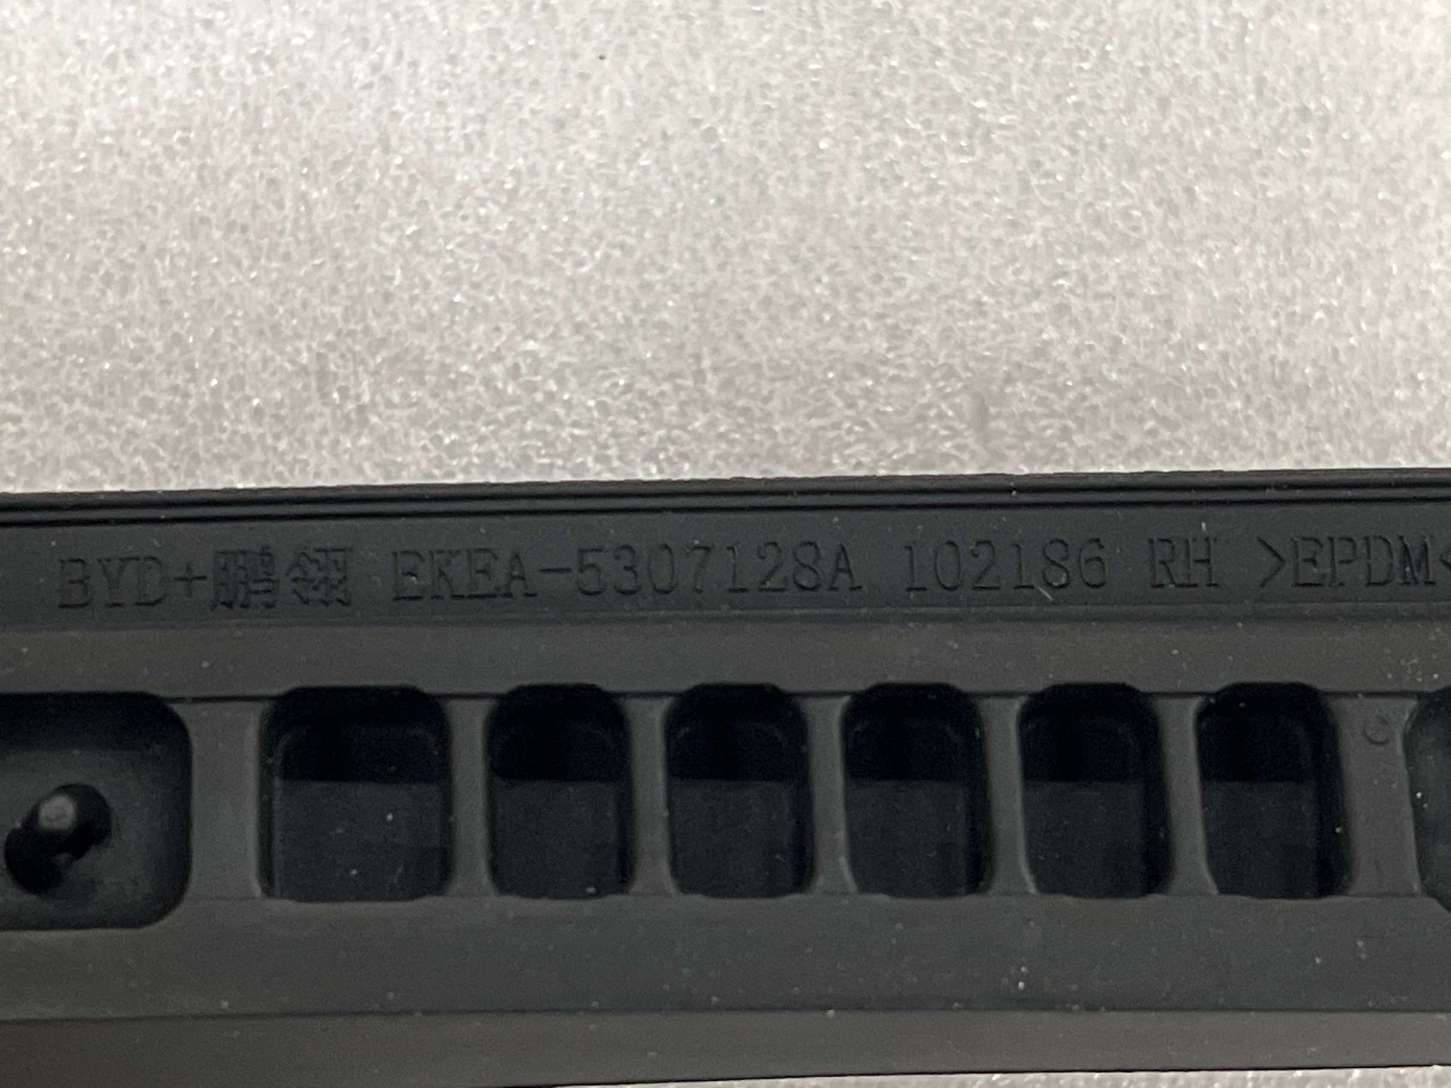 BYD+鹏翎 EKEA-5307128A 102186 RH >EPDM<